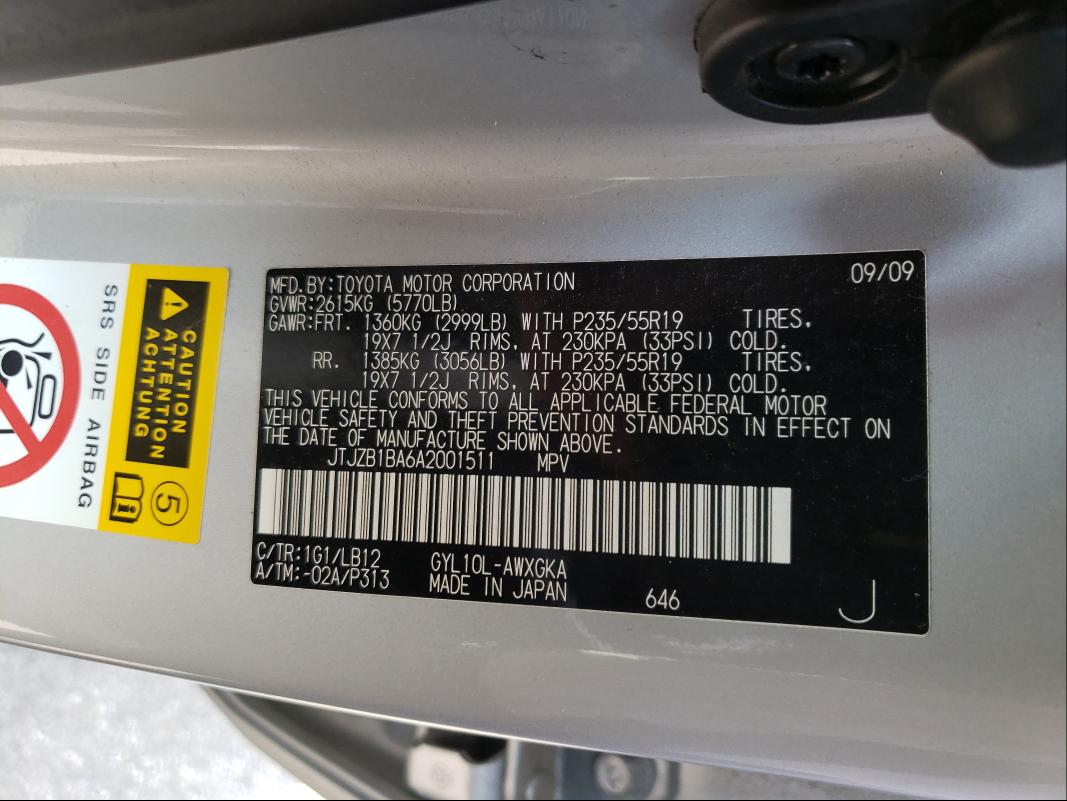 MFD.BY:TOYOTA MOTOR CORPORATION 09/09
GVWR:2615KG (5770LB)
GAWR:FRT. 1360KG (2999LB) WITH P235/55R19 TIRES,
19X7 1/2J RIMS, AT 230KPA (33PSI) COLD.
RR. 1385KG (3056LB) WITH P235/55R19 TIRES,
19X7 1/2J RIMS, AT 230KPA (33PSI) COLD.
THIS VEHICLE CONFORMS TO ALL APPLICABLE FEDERAL MOTOR
VEHICLE SAFETY AND THEFT PREVENTION STANDARDS IN EFFECT ON
THE DATE OF MANUFACTURE SHOWN ABOVE.
JTJZB1BA6A2001511 MPV
C/TR:1G1/LB12 GYL10L-AWXGKA
A/TM:-02A/P313 MADE IN JAPAN 646 J
CAUTION
ATTENTION
ACHTUNG
5
SRS SIDE AIRBAG